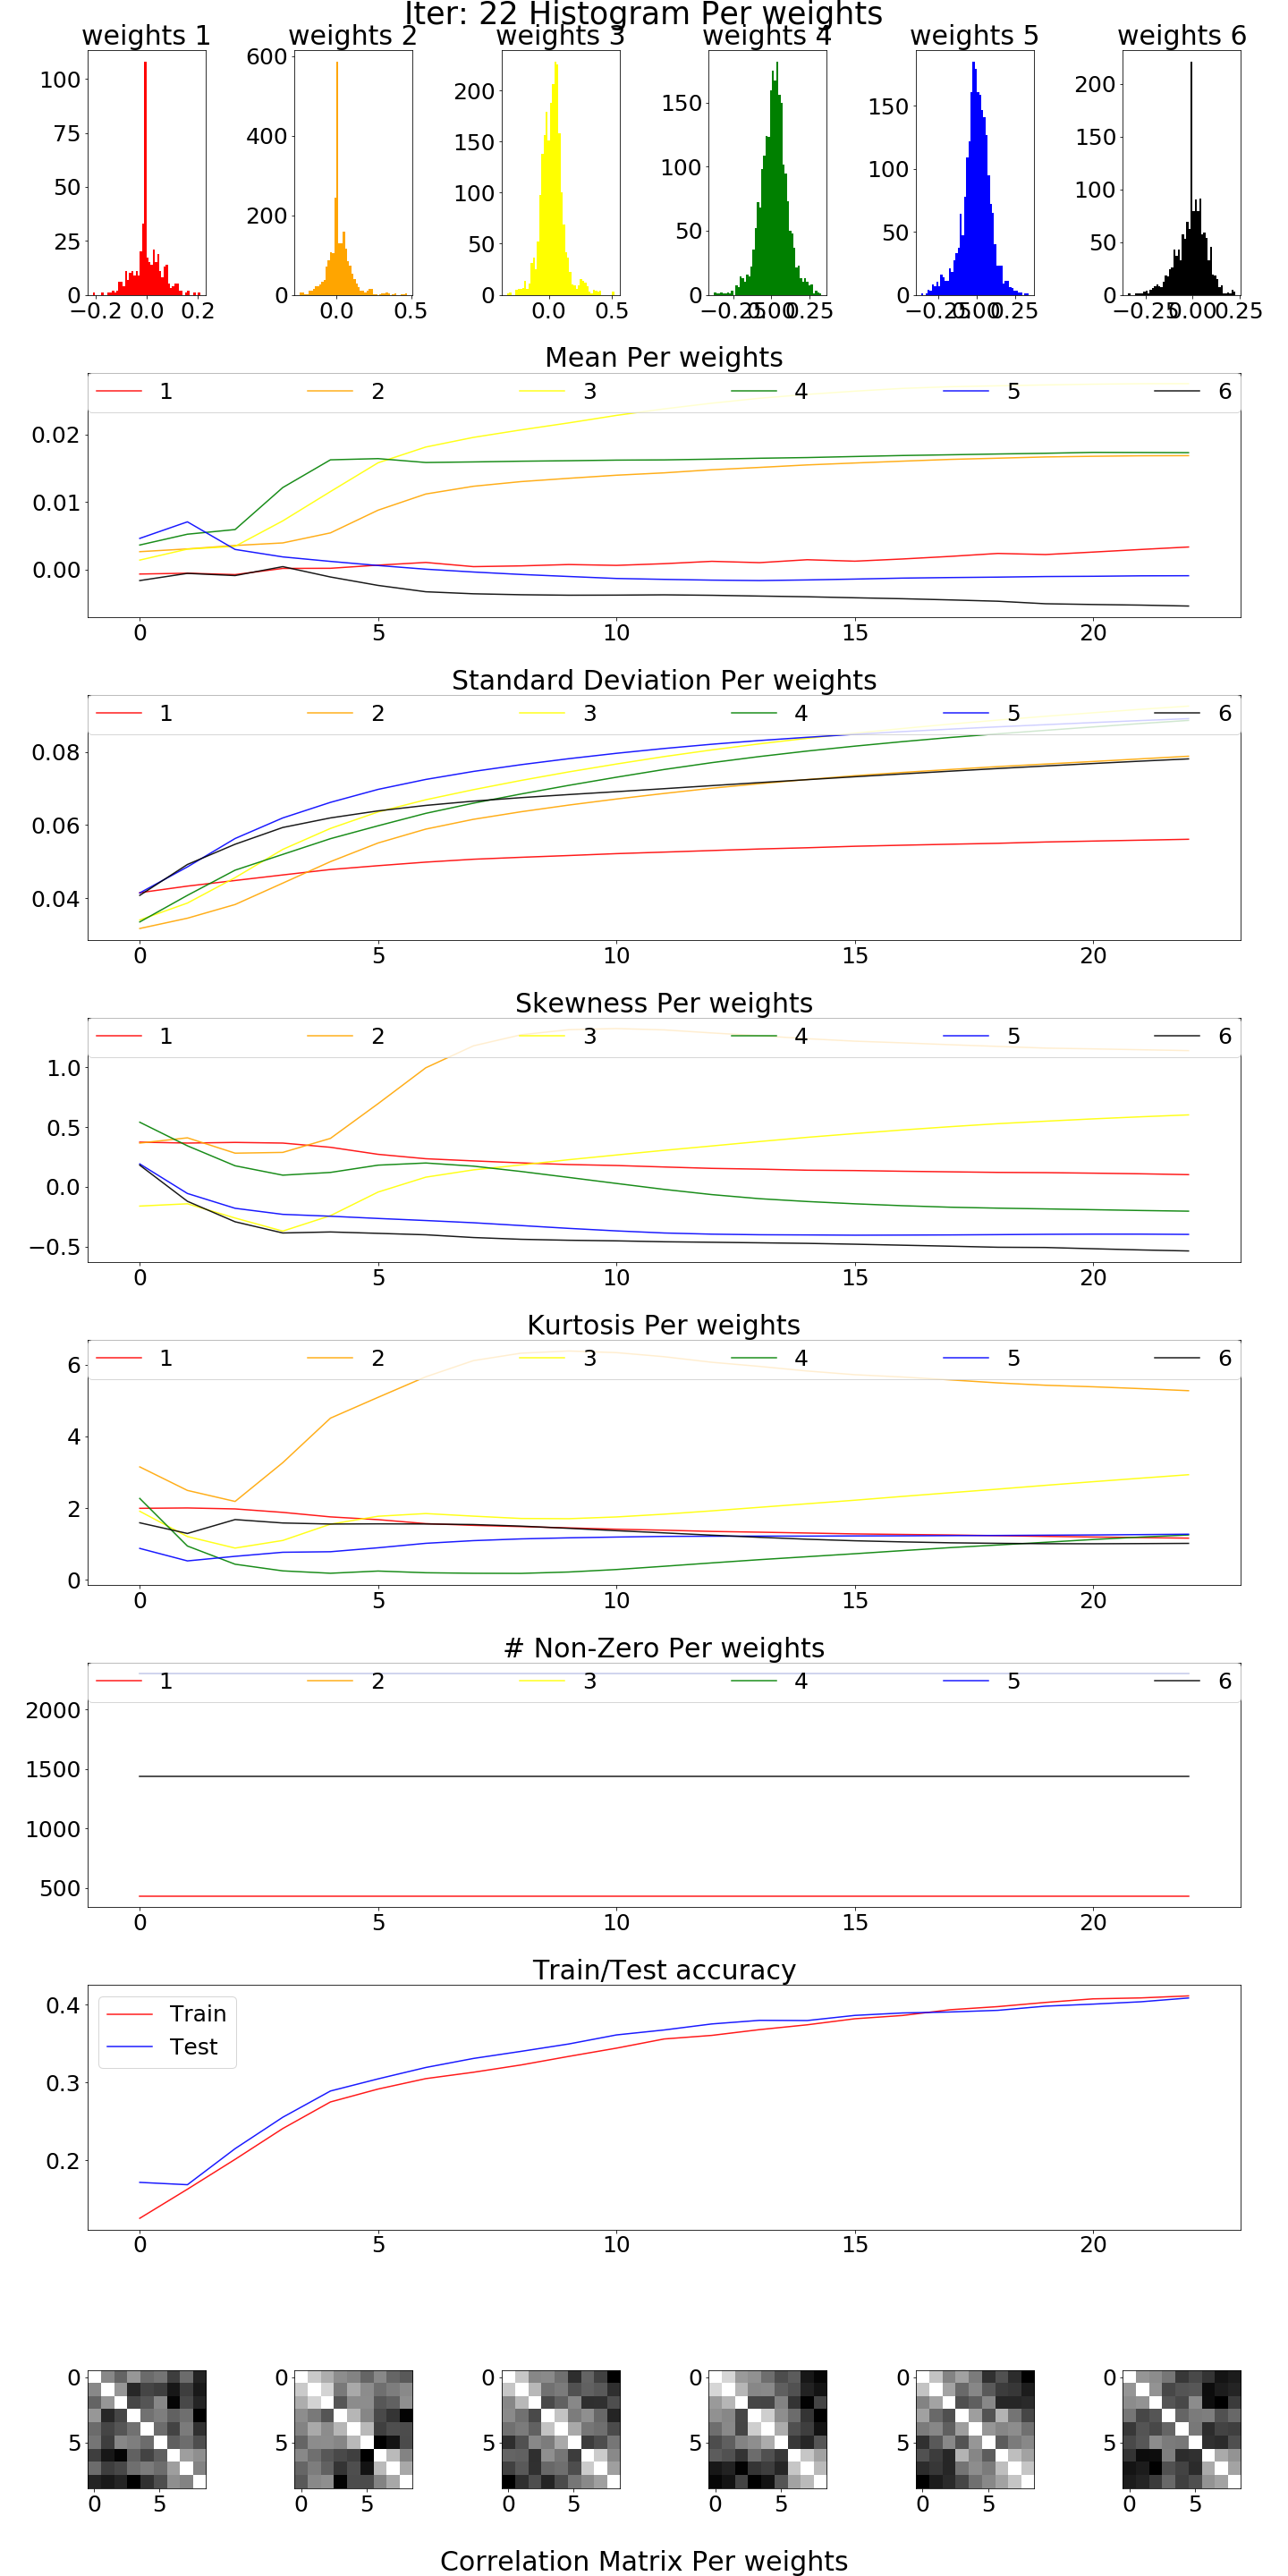 Iter: 22 Histogram Per weights
weights 1 weights 2 weights 3 weights 4 weights 5 weights 6
100 75 50 25 0
−0.2 0.0 0.2
600 400 200 0
0.0 0.5
200 150 100 50 0
0.0 0.5
150 100 50 0
−0.25 0.00 0.25
150 100 50 0
−0.25 0.00 0.25
200 150 100 50 0
−0.25 0.00 0.25
Mean Per weights
1 2 3 4 5 6
0.02
0.01
0.00
0 5 10 15 20
Standard Deviation Per weights
1 2 3 4 5 6
0.08
0.06
0.04
0 5 10 15 20
Skewness Per weights
1 2 3 4 5 6
1.0
0.5
0.0
−0.5
0 5 10 15 20
Kurtosis Per weights
1 2 3 4 5 6
6
4
2
0
0 5 10 15 20
# Non-Zero Per weights
1 2 3 4 5 6
2000
1500
1000
500
0 5 10 15 20
Train/Test accuracy
Train
Test
0.4
0.3
0.2
0 5 10 15 20
0 0 0 0 0 0
5 5 5 5 5 5
0 5 0 5 0 5 0 5 0 5 0 5
Correlation Matrix Per weights